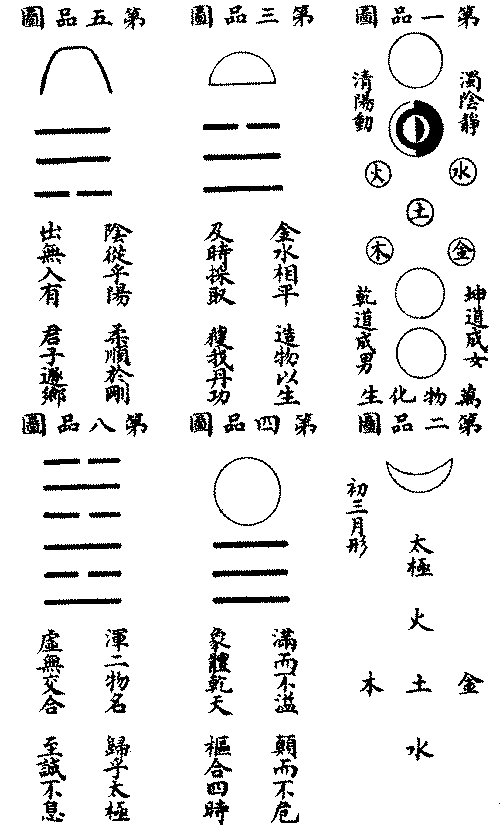 第一品圖
濁陰靜
清陽動
水火
土
金木
坤道成女
乾道成男
萬物化生
第二品圖
初三月形
太極
火
金土木
水
第三品圖
金水相平 造物以生
及時採取 獲我丹功
第四品圖
滿而不溢 顛而不危
象體乾天 樞合四時
第五品圖
陰從乎陽 柔順於剛
出無入有 君子遯鄉
第八品圖
渾二物名 歸乎太極
虛無交合 至誠不息